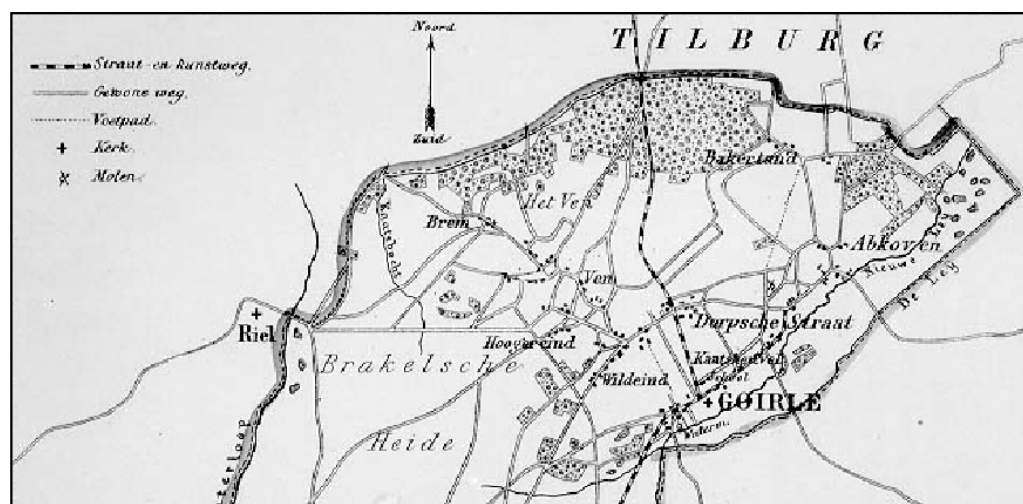 Noord
Zuid
Straat- en kunstweg.
Gewone weg.
Voetpad.
Kerk.
Molen
TILBURG
Bakertand
Het Ven
Brem
Abkoven
Nieuwe Ley
De Ley
Ven
Riel
Dorpsche Straat
Hoogereind
Brakelsche
Wildeind
GOIRLE
Heide